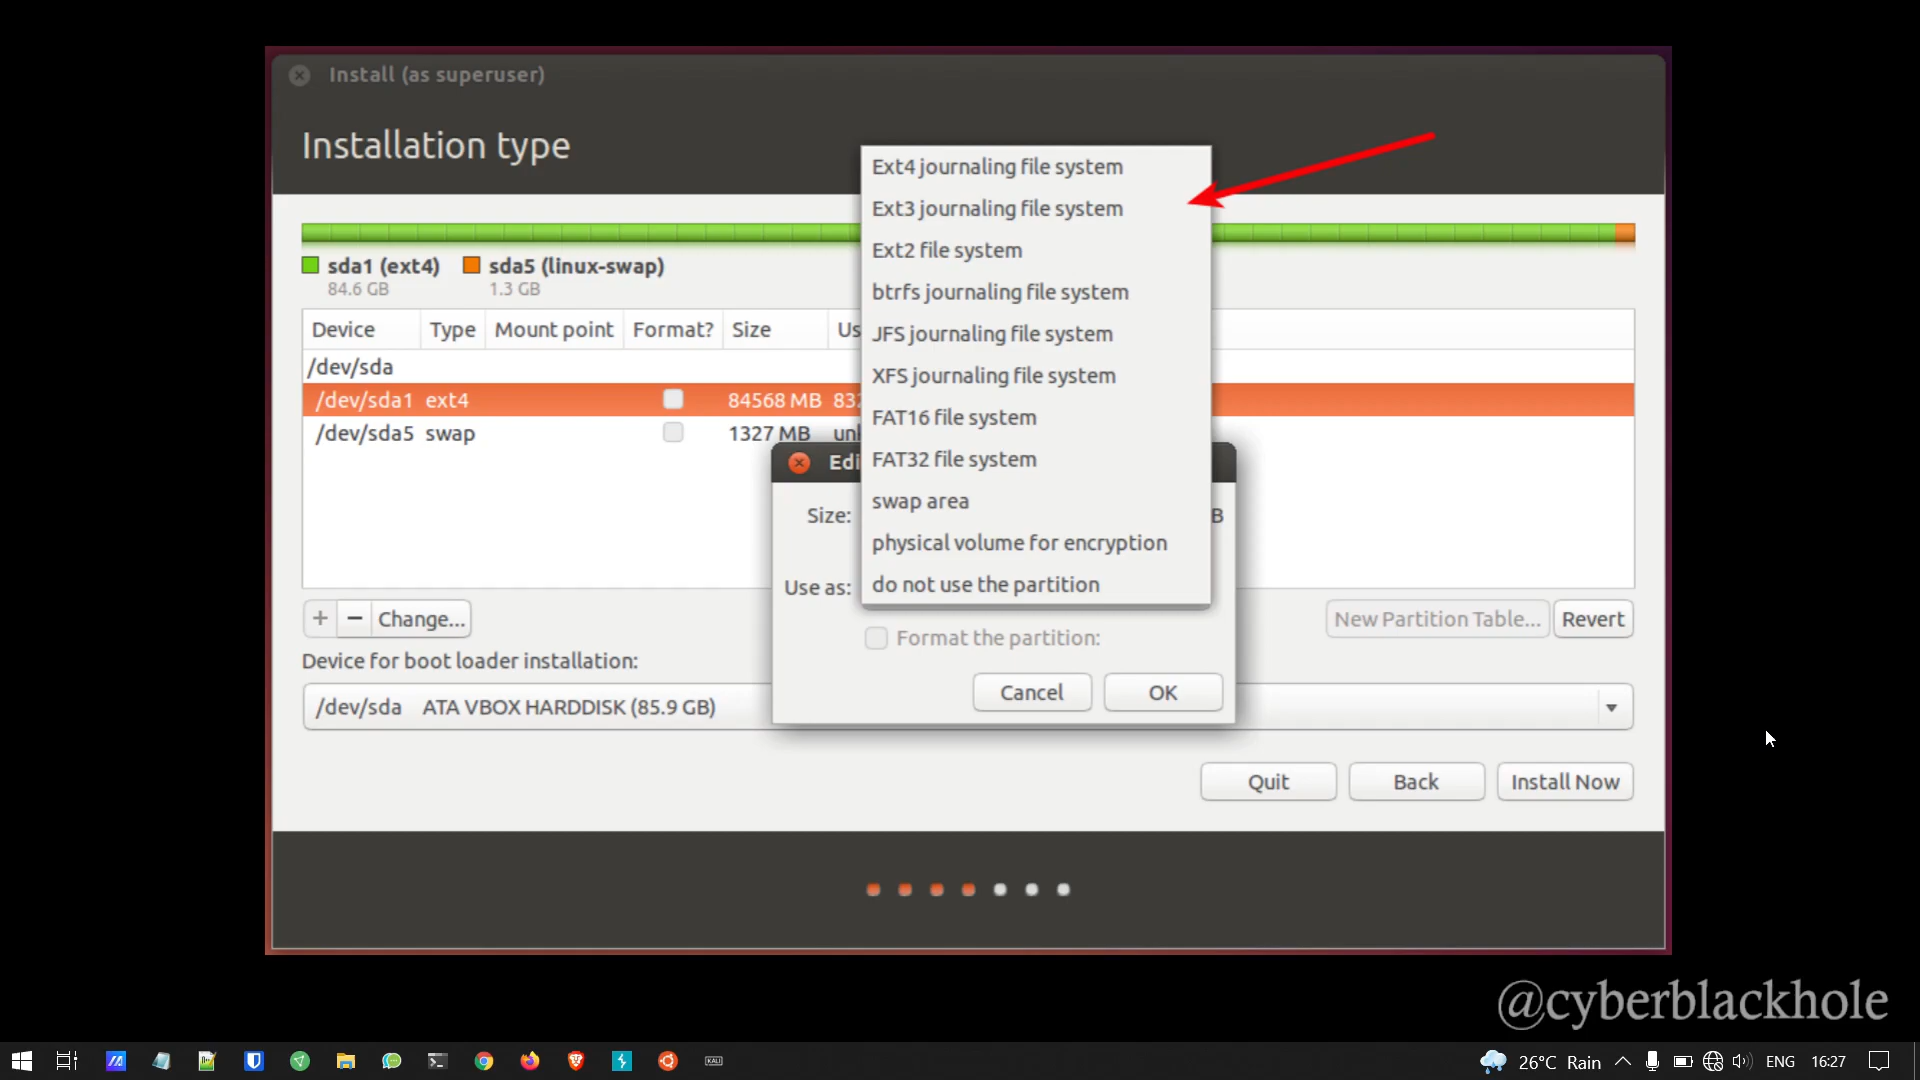 Install (as superuser)
Installation type
Ext4 journaling file system
Ext3 journaling file system
Ext2 file system
btrfs journaling file system
JFS journaling file system
XFS journaling file system
FAT16 file system
FAT32 file system
swap area
physical volume for encryption
do not use the partition
sda1 (ext4) sda5 (linux-swap)
84.6 GB 1.3 GB
Device Type Mount point Format? Size Us
/dev/sda
/dev/sda1 ext4 84568 MB 832
/dev/sda5 swap 1327 MB unk
Edi
Size: B
Use as:
Format the partition:
Cancel OK
+ − Change... New Partition Table... Revert
Device for boot loader installation:
/dev/sda ATA VBOX HARDDISK (85.9 GB)
Quit Back Install Now
@cyberblackhole
KALI
26°C Rain ENG 16:27